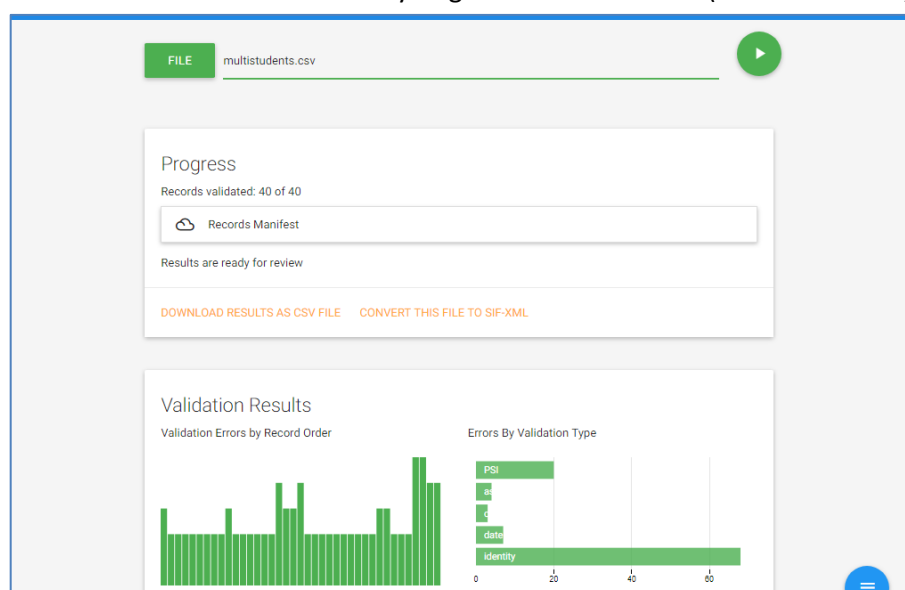 FILE
multistudents.csv
Progress
Records validated: 40 of 40
Records Manifest
Results are ready for review
DOWNLOAD RESULTS AS CSV FILE CONVERT THIS FILE TO SIF-XML
Validation Results
Validation Errors by Record Order
Errors By Validation Type
PSI
as
date
identity
0 20 40 60